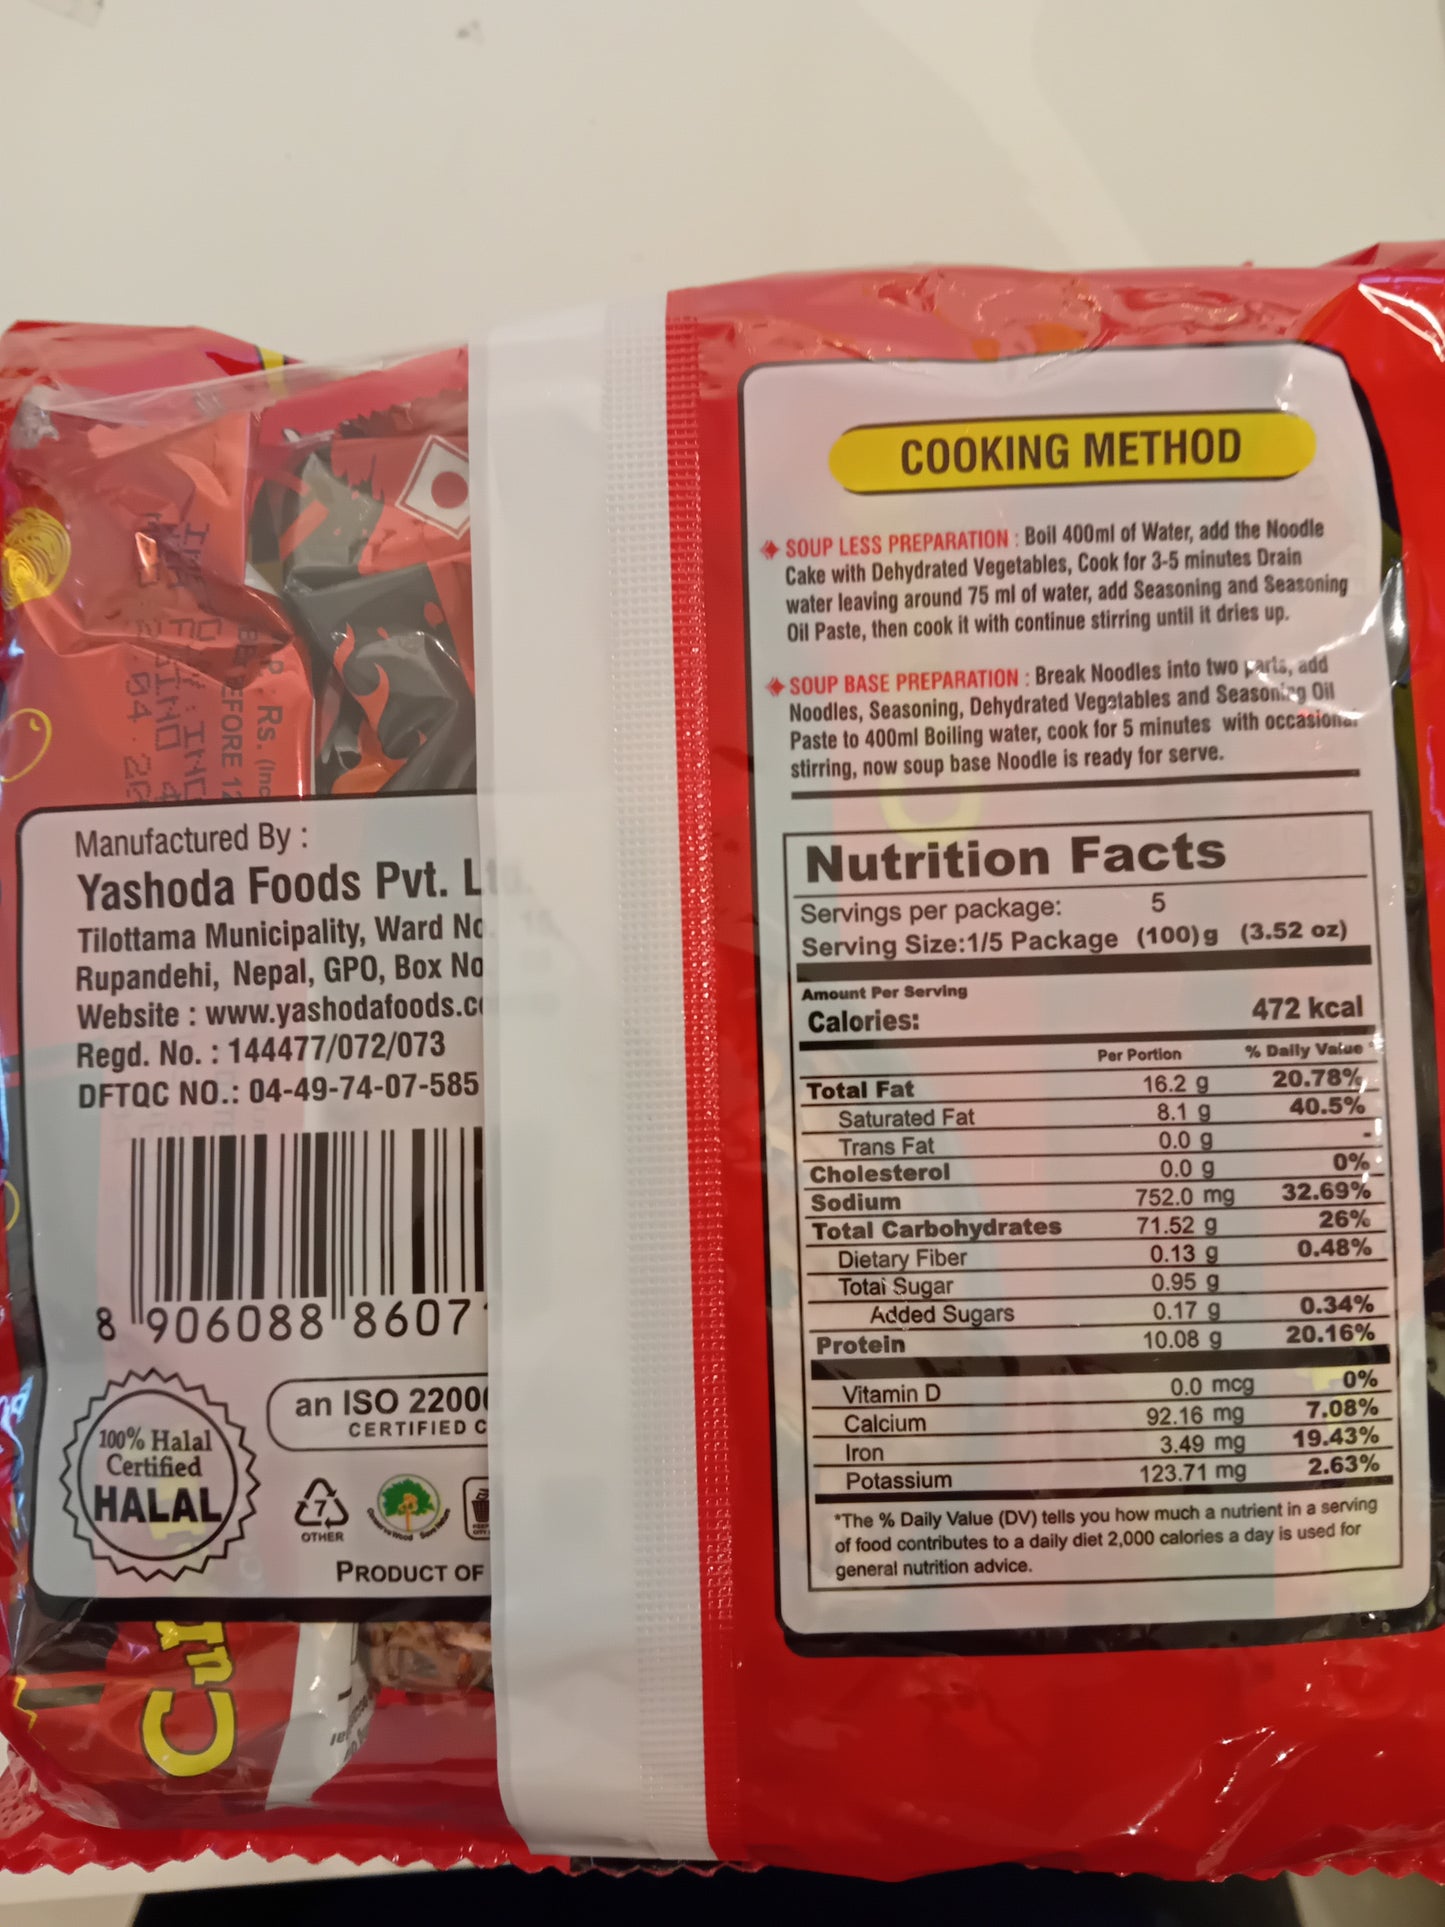 Manufactured By :
Yashoda Foods Pvt.
Tilottama Municipality, Ward
Rupandehi, Nepal, GPO, Box
Website : www.yashodafoods.
Regd. No. : 144477/072/073
DFTQC NO.: 04-49-74-07-585
8 906088 8607
100% Halal
Certified
HALAL
an ISO 2200
CERTIFIED
7
OTHER
PRODUCT OF
RS.
COOKING METHOD
SOUP LESS PREPARATION : Boil 400ml of Water, add the Noodle
Cake with Dehydrated Vegetables, Cook for 3-5 minutes Drain
water leaving around 75 ml of water, add Seasoning and Seasoning
Oil Paste, then cook it with continue stirring until it dries up.
SOUP BASE PREPARATION : Break Noodles into two parts, add
Noodles, Seasoning, Dehydrated Vegetables and Seasoning Oil
Paste to 400ml Boiling water, cook for 5 minutes with occasional
stirring, now soup base Noodle is ready for serve.
Nutrition Facts
Servings per package: 5
Serving Size:1/5 Package (100)g (3.52 oz)
Amount Per Serving
Calories: 472 kcal
Per Portion % Daily Value *
Total Fat 16.2 g 20.78%
Saturated Fat 8.1 g 40.5%
Trans Fat 0.0 g -
Cholesterol 0.0 g 0%
Sodium 752.0 mg 32.69%
Total Carbohydrates 71.52 g 26%
Dietary Fiber 0.13 g 0.48%
Total Sugar 0.95 g
Added Sugars 0.17 g 0.34%
Protein 10.08 g 20.16%
Vitamin D 0.0 mcg 0%
Calcium 92.16 mg 7.08%
Iron 3.49 mg 19.43%
Potassium 123.71 mg 2.63%
*The % Daily Value (DV) tells you how much a nutrient in a serving
of food contributes to a daily diet 2,000 calories a day is used for
general nutrition advice.